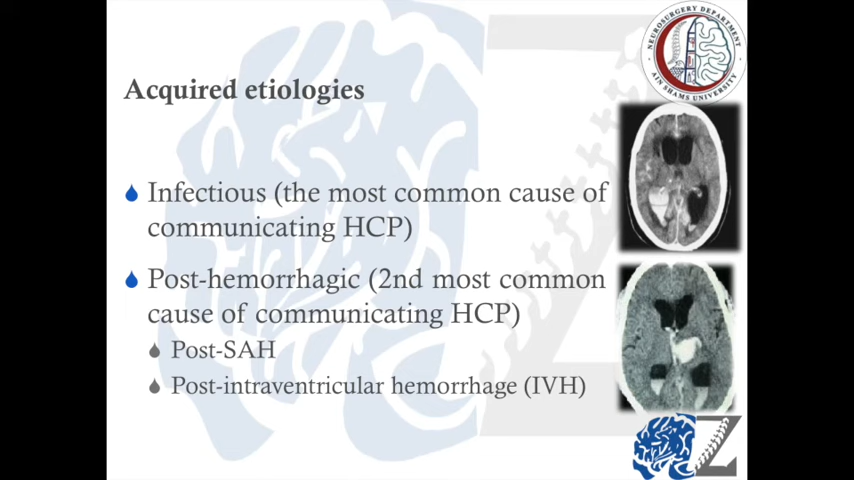 NEUROSURGERY DEPARTMENT
AIN SHAMS UNIVERSITY
Acquired etiologies
Infectious (the most common cause of
communicating HCP)
Post-hemorrhagic (2nd most common
cause of communicating HCP)
Post-SAH
Post-intraventricular hemorrhage (IVH)